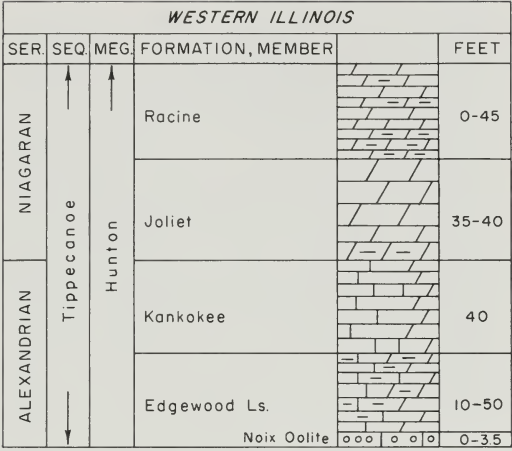 WESTERN ILLINOIS
SER. SEQ. MEG. FORMATION, MEMBER FEET
NIAGARAN
ALEXANDRIAN
Tippecanoe
Hunton
Racine 0-45
Joliet 35-40
Kankokee 40
Edgewood Ls. 10-50
Noix Oolite 0-3.5